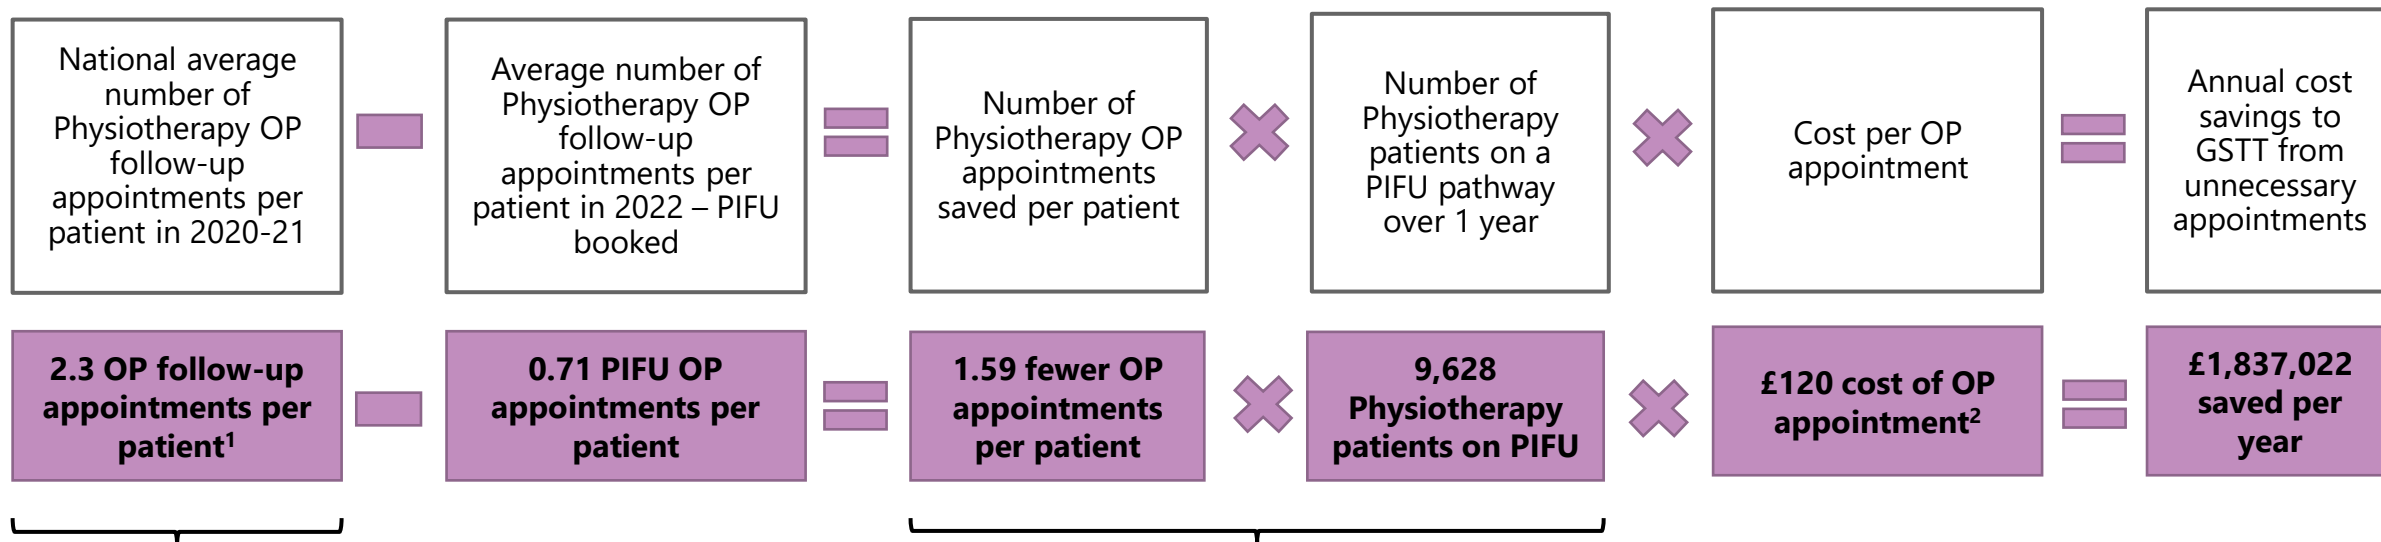 National average
number of
Physiotherapy OP
follow-up
appointments per
patient in 2020-21
Average number of
Physiotherapy OP
follow-up
appointments per
patient in 2022 – PIFU
booked
Number of
Physiotherapy OP
appointments
saved per patient
Number of
Physiotherapy
patients on a
PIFU pathway
over 1 year
Cost per OP
appointment
Annual cost
savings to
GSTT from
unnecessary
appointments
2.3 OP follow-up
appointments per
patient¹
0.71 PIFU OP
appointments per
patient
1.59 fewer OP
appointments
per patient
9,628
Physiotherapy
patients on PIFU
£120 cost of OP
appointment²
£1,837,022
saved per
year